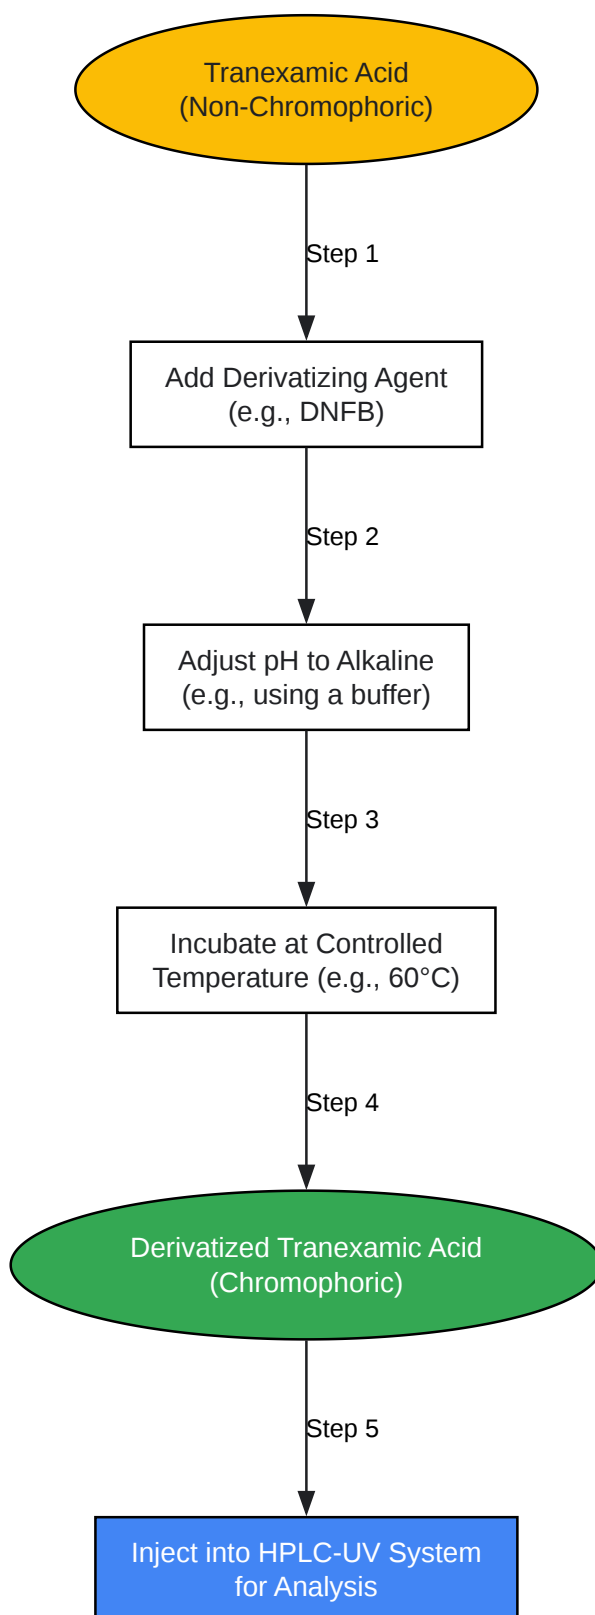 Tranexamic Acid
(Non-Chromophoric)
Step 1
Add Derivatizing Agent
(e.g., DNFB)
Step 2
Adjust pH to Alkaline
(e.g., using a buffer)
Step 3
Incubate at Controlled
Temperature (e.g., 60°C)
Step 4
Derivatized Tranexamic Acid
(Chromophoric)
Step 5
Inject into HPLC-UV System
for Analysis